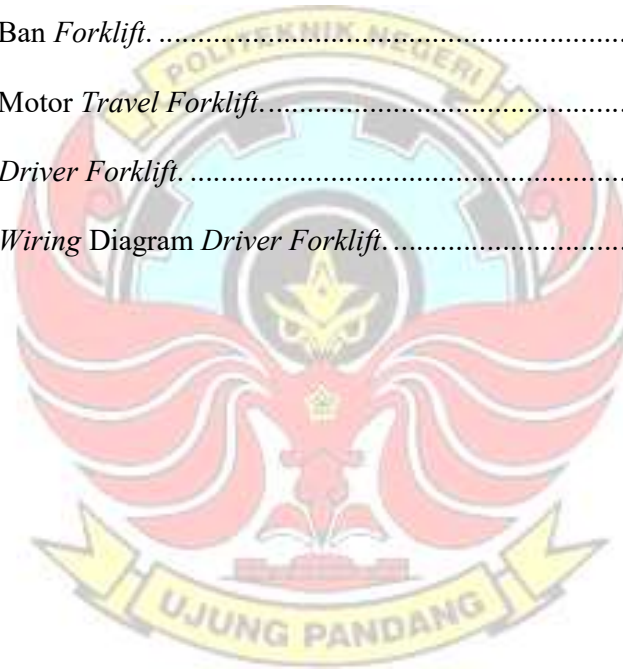 Ban Forklift. ..............................................................
POLITEKNIK NEGERI
Motor Travel Forklift................................................
Driver Forklift. .........................................................
Wiring Diagram Driver Forklift. ..............................
UJUNG PANDANG